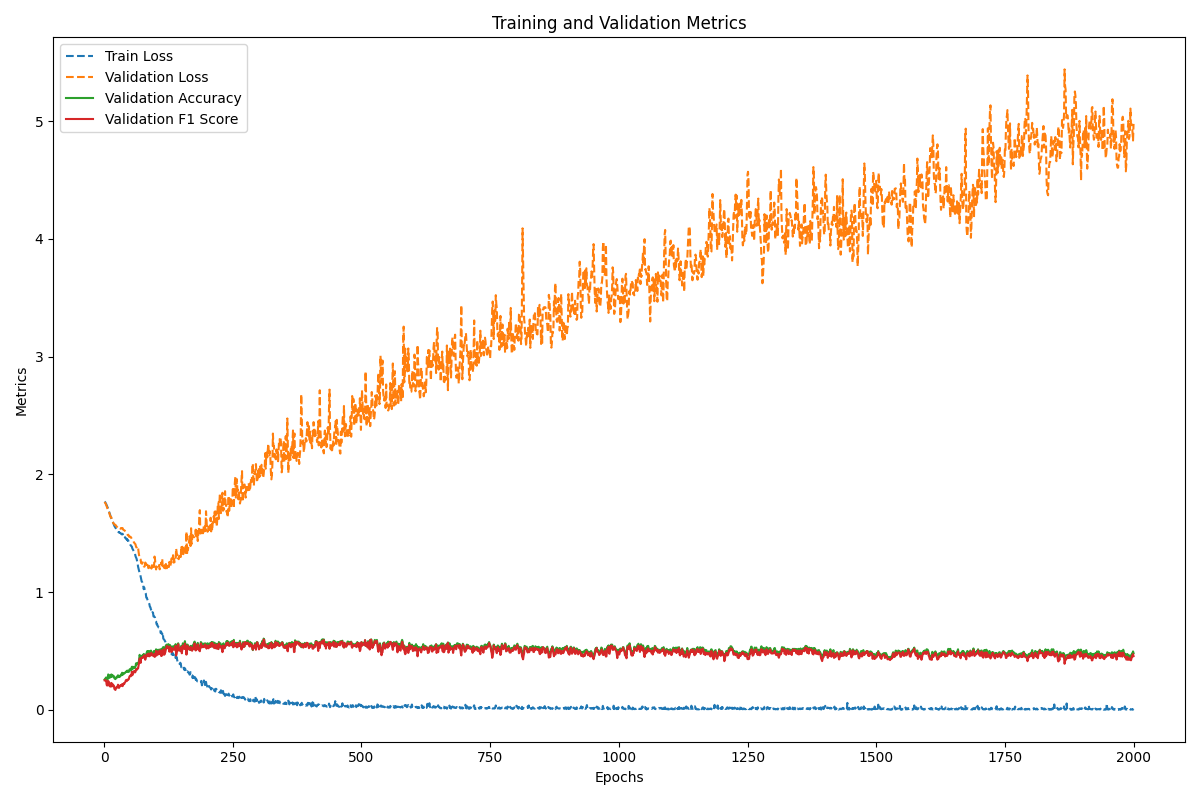 Training and Validation Metrics
Train Loss
Validation Loss
Validation Accuracy
Validation F1 Score
Metrics
5
4
3
2
1
0
0 250 500 750 1000 1250 1500 1750 2000
Epochs